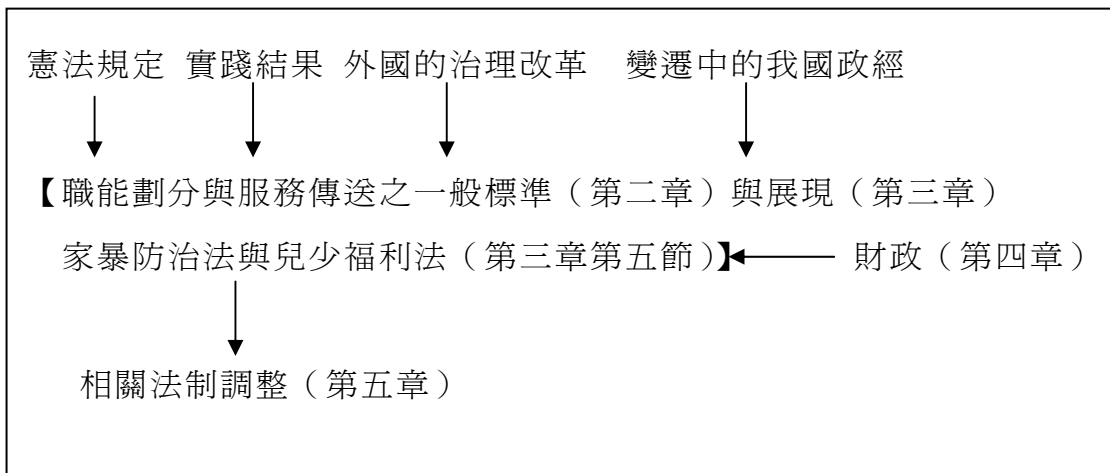 憲法規定 實踐結果 外國的治理改革 變遷中的我國政經
【職能劃分與服務傳送之一般標準（第二章）與展現（第三章）
家暴防治法與兒少福利法（第三章第五節）】 財政（第四章）
相關法制調整（第五章）